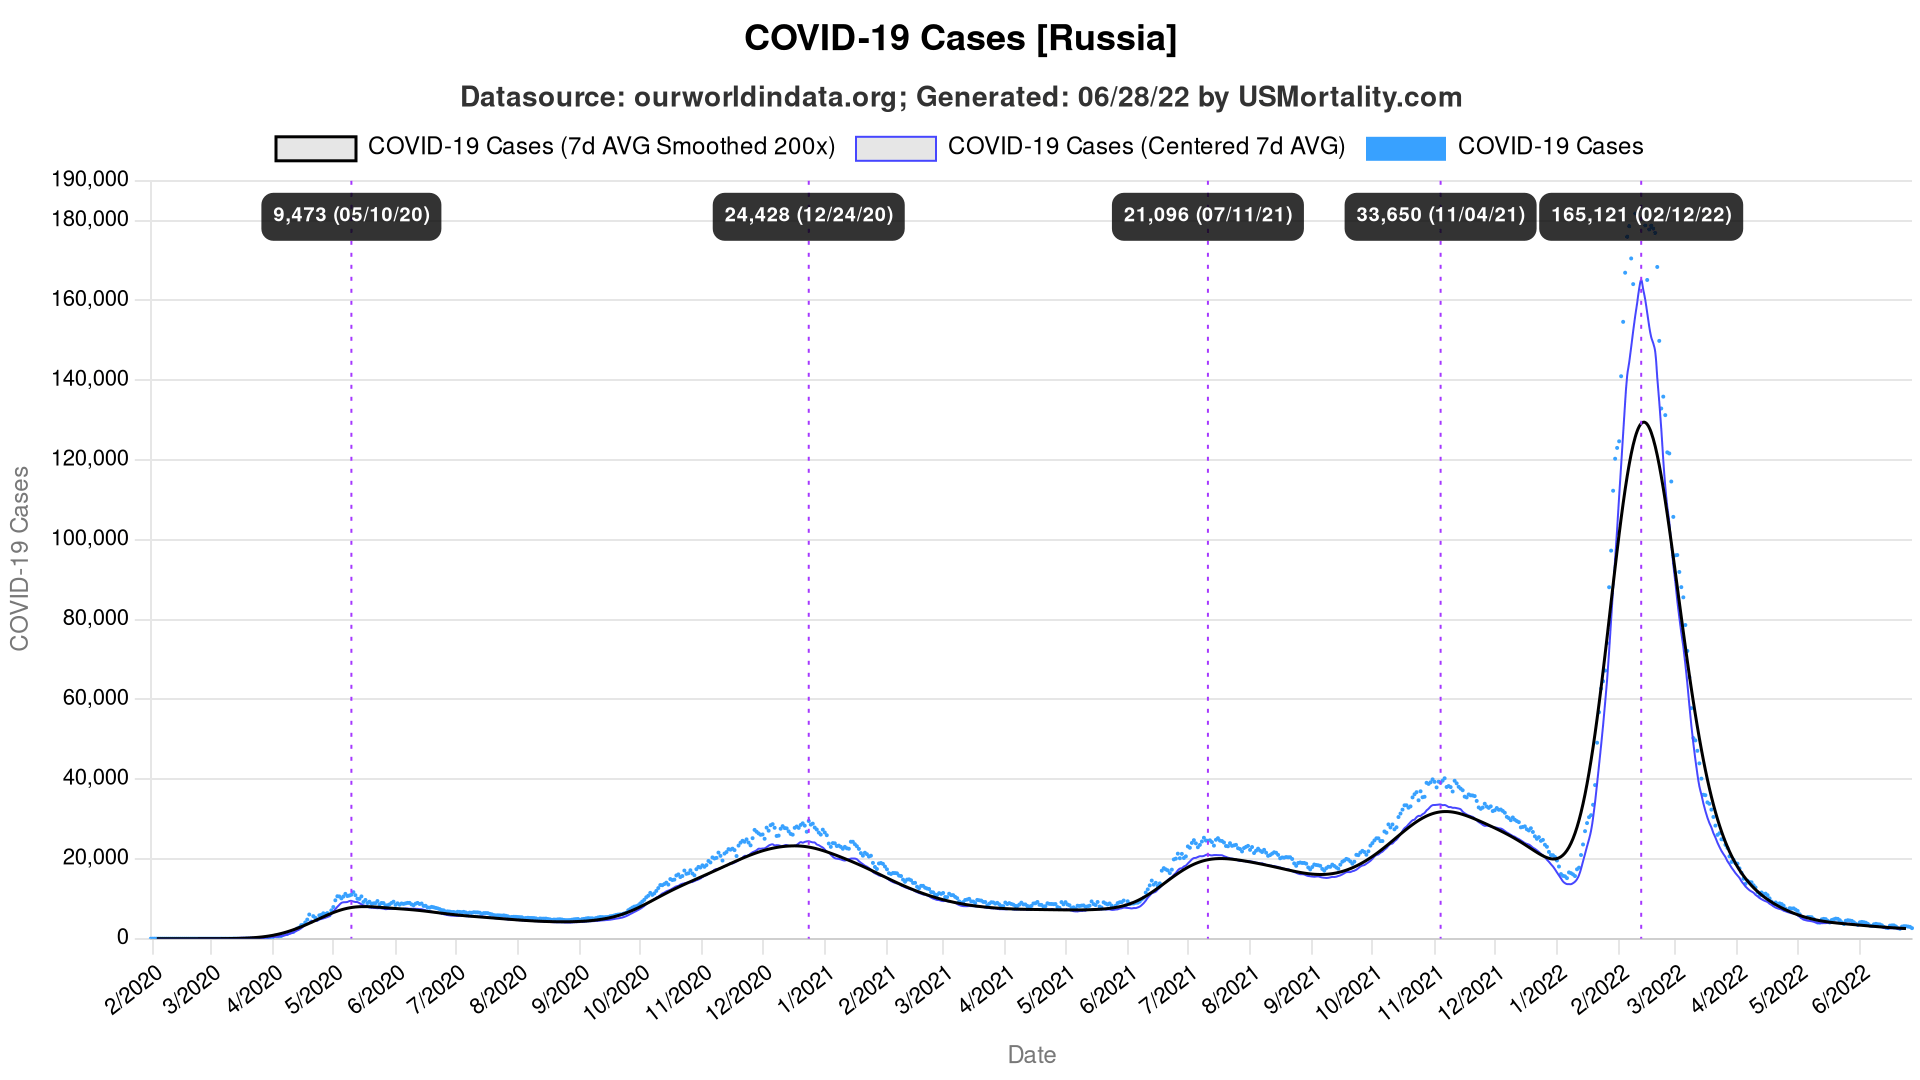 COVID-19 Cases [Russia]
Datasource: ourworldindata.org; Generated: 06/28/22 by USMortality.com
COVID-19 Cases (7d AVG Smoothed 200x) COVID-19 Cases (Centered 7d AVG) COVID-19 Cases
190,000
180,000
160,000
140,000
120,000
100,000
80,000
60,000
40,000
20,000
0
COVID-19 Cases
9,473 (05/10/20) 24,428 (12/24/20) 21,096 (07/11/21) 33,650 (11/04/21) 165,121 (02/12/22)
2/2020 3/2020 4/2020 5/2020 6/2020 7/2020 8/2020 9/2020 10/2020 11/2020 12/2020 1/2021 2/2021 3/2021 4/2021 5/2021 6/2021 7/2021 8/2021 9/2021 10/2021 11/2021 12/2021 1/2022 2/2022 3/2022 4/2022 5/2022 6/2022
Date